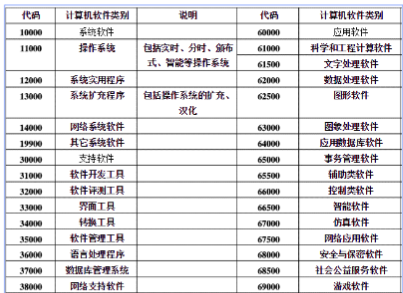 代码 计算机软件类别 说明 代码 计算机软件类别
10000 系统软件 60000 应用软件
11000 操作系统 包括实时、分时、颁布 61000 科学和工程计算软件
式、智能等操作系统 61500 文字处理软件
12000 系统实用程序 62000 数据处理软件
13000 系统扩充程序 包括操作系统的扩充、 62500 图形软件
汉化
14000 网络系统软件 63000 图象处理软件
19900 其它系统软件 64000 应用数据库软件
30000 支持软件 65000 事务管理软件
31000 软件开发工具 65500 辅助类软件
32000 软件评测工具 66000 控制类软件
33000 界面工具 66500 智能软件
34000 转换工具 67000 仿真软件
35000 软件管理工具 67500 网络应用软件
36000 语言处理程序 68000 安全与保密软件
37000 数据库管理系统 68500 社会公益服务软件
38000 网络支持软件 69000 游戏软件